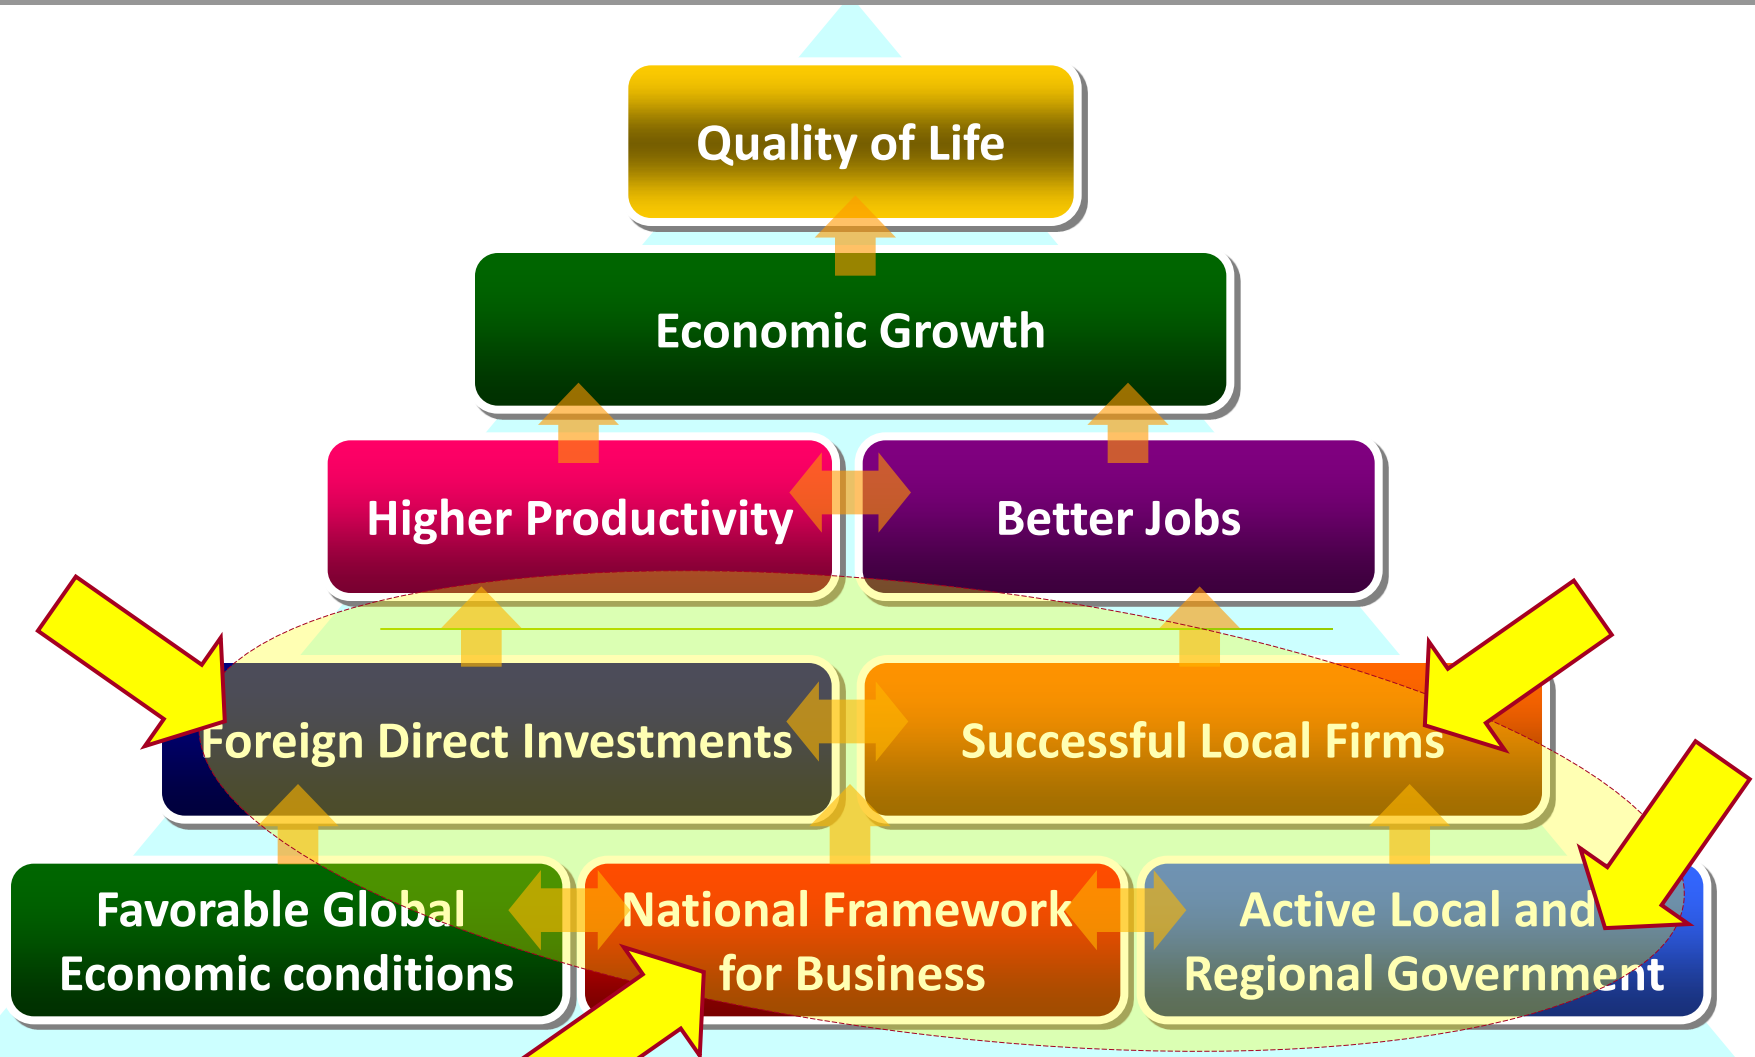 Quality of Life
Economic Growth
Higher Productivity
Better Jobs
Foreign Direct Investments
Successful Local Firms
Favorable Global
Economic conditions
National Framework
for Business
Active Local and
Regional Government